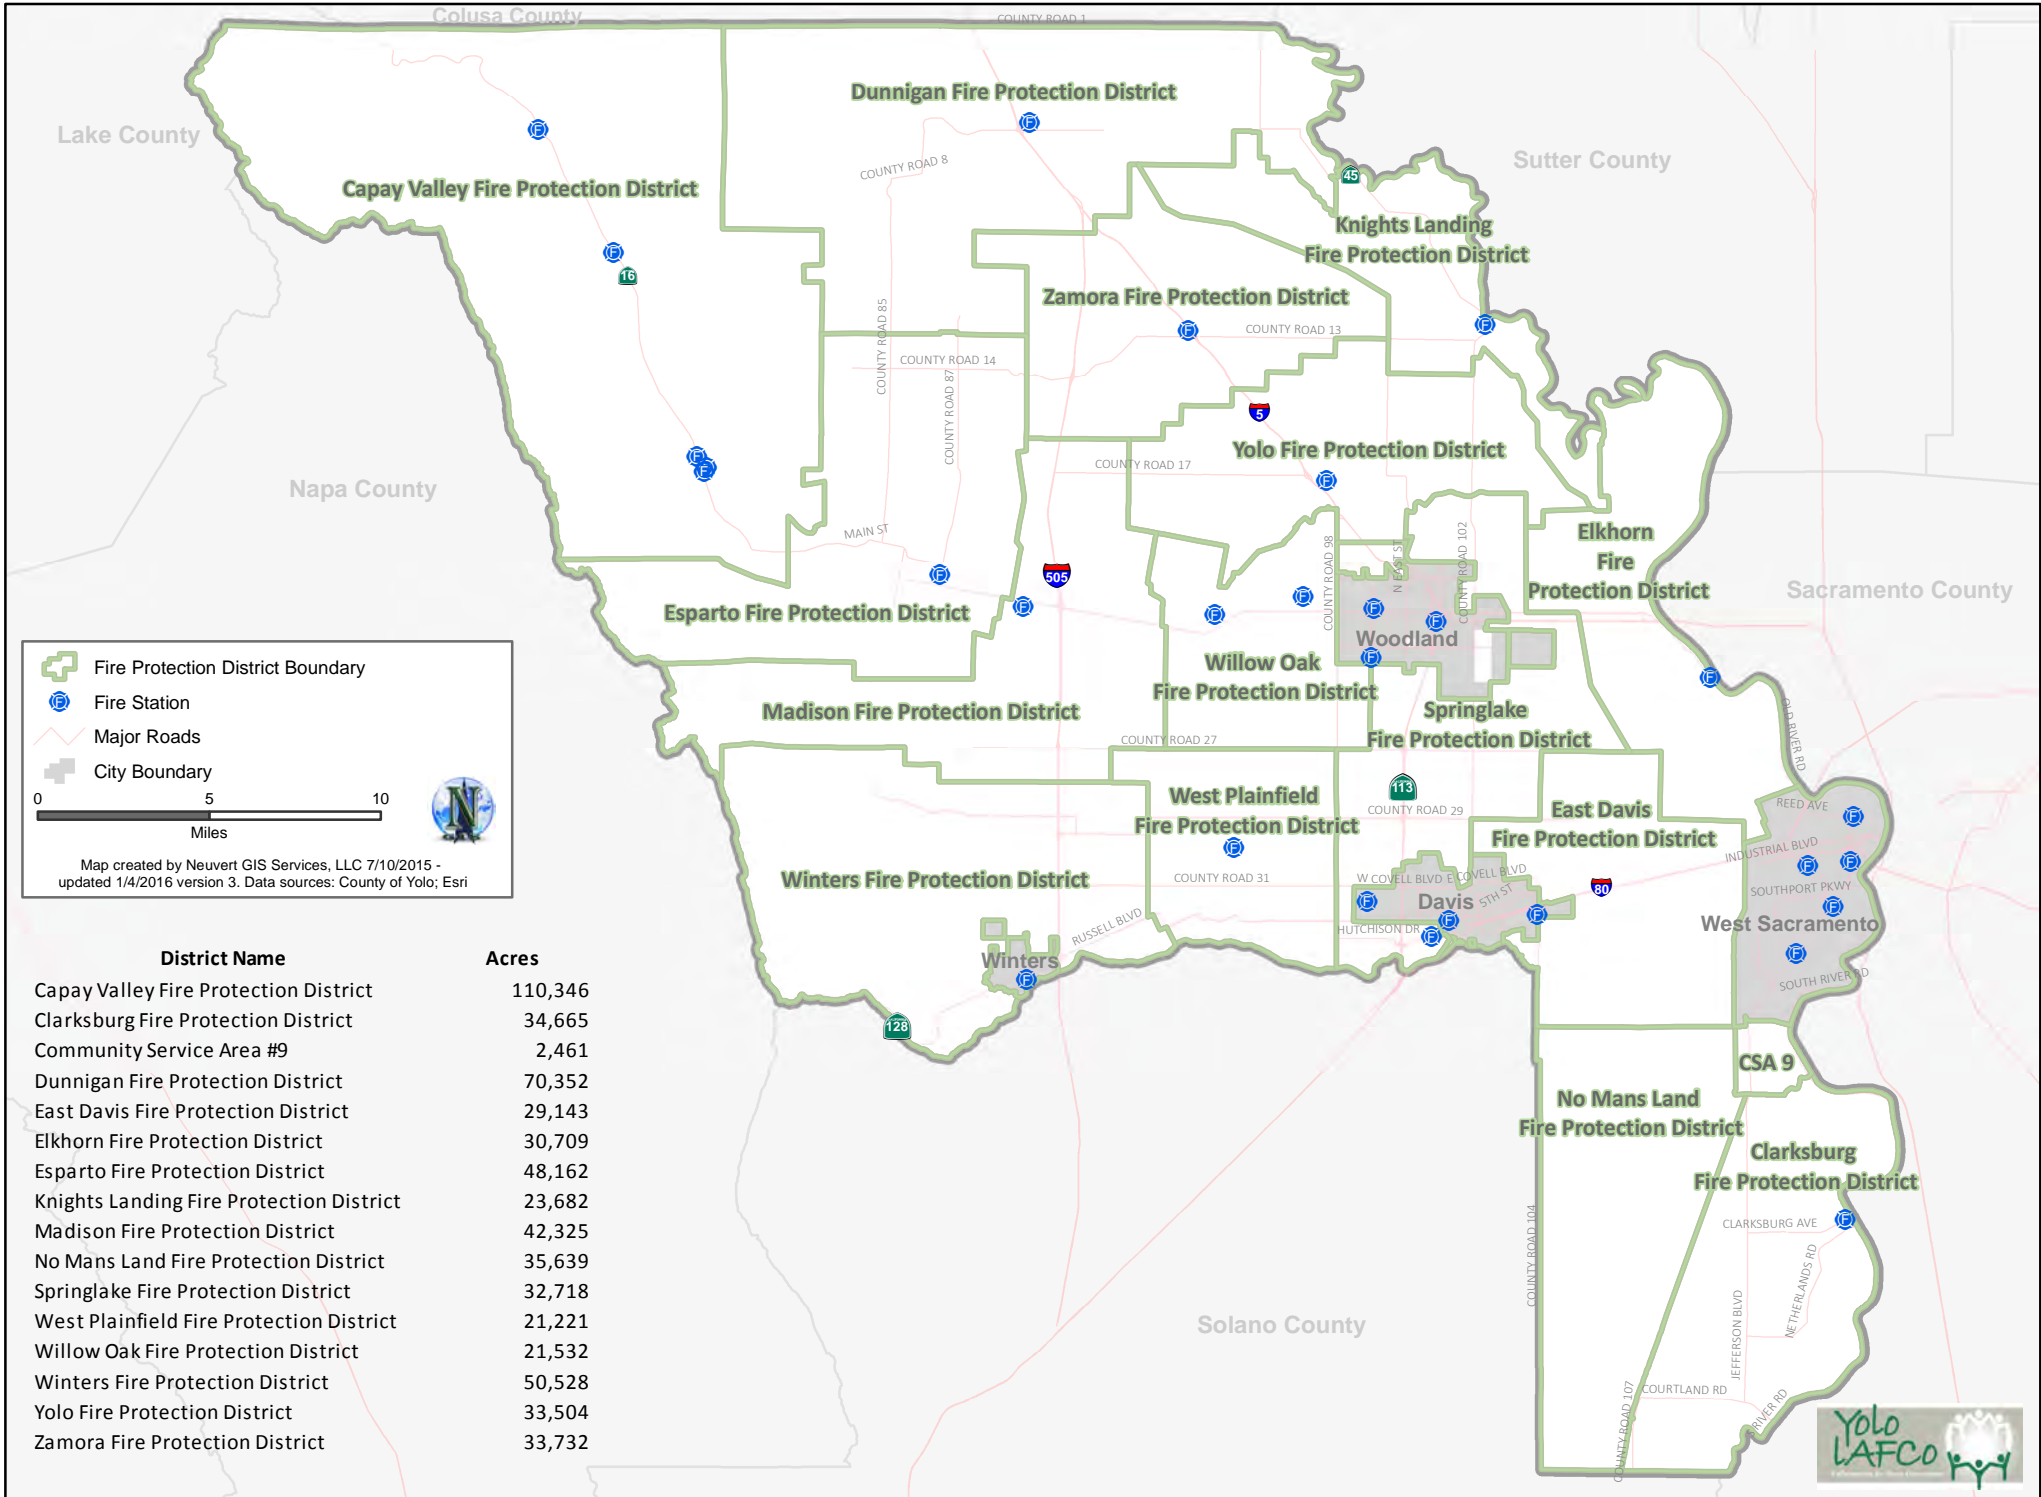 Colusa County
COUNTY ROAD 1
Lake County
Dunnigan Fire Protection District
COUNTY ROAD 8
Sutter County
Capay Valley Fire Protection District
45
Knights Landing
Fire Protection District
16
Zamora Fire Protection District
COUNTY ROAD 85
COUNTY ROAD 13
COUNTY ROAD 14
COUNTY ROAD 87
5
Yolo Fire Protection District
COUNTY ROAD 17
Napa County
MAIN ST
COUNTY ROAD 98
N EAST ST
COUNTY ROAD 102
Elkhorn
Fire
Protection District
505
Sacramento County
Esparto Fire Protection District
Woodland
Willow Oak
Fire Protection District
Madison Fire Protection District
Springlake
Fire Protection District
COUNTY ROAD 27
OLD RIVER RD
113
West Plainfield
Fire Protection District
COUNTY ROAD 29
East Davis
Fire Protection District
REED AVE
INDUSTRIAL BLVD
Winters Fire Protection District
COUNTY ROAD 31
W COVELL BLVD
E COVELL BLVD
5TH ST
80
SOUTHPORT PKWY
Davis
RUSSELL BLVD
HUTCHISON DR
West Sacramento
Winters
SOUTH RIVER RD
128
CSA 9
No Mans Land
Fire Protection District
Clarksburg
Fire Protection District
COUNTY ROAD 104
CLARKSBURG AVE
NETHERLANDS RD
JEFFERSON BLVD
Solano County
COURTLAND RD
COUNTY ROAD 107
S RIVER RD
Fire Protection District Boundary
F Fire Station
Major Roads
City Boundary
0 5 10
Miles
N
Map created by Neuvert GIS Services, LLC 7/10/2015 -
updated 1/4/2016 version 3. Data sources: County of Yolo; Esri
District Name Acres
Capay Valley Fire Protection District 110,346
Clarksburg Fire Protection District 34,665
Community Service Area #9 2,461
Dunnigan Fire Protection District 70,352
East Davis Fire Protection District 29,143
Elkhorn Fire Protection District 30,709
Esparto Fire Protection District 48,162
Knights Landing Fire Protection District 23,682
Madison Fire Protection District 42,325
No Mans Land Fire Protection District 35,639
Springlake Fire Protection District 32,718
West Plainfield Fire Protection District 21,221
Willow Oak Fire Protection District 21,532
Winters Fire Protection District 50,528
Yolo Fire Protection District 33,504
Zamora Fire Protection District 33,732
YOLO
LAFCO